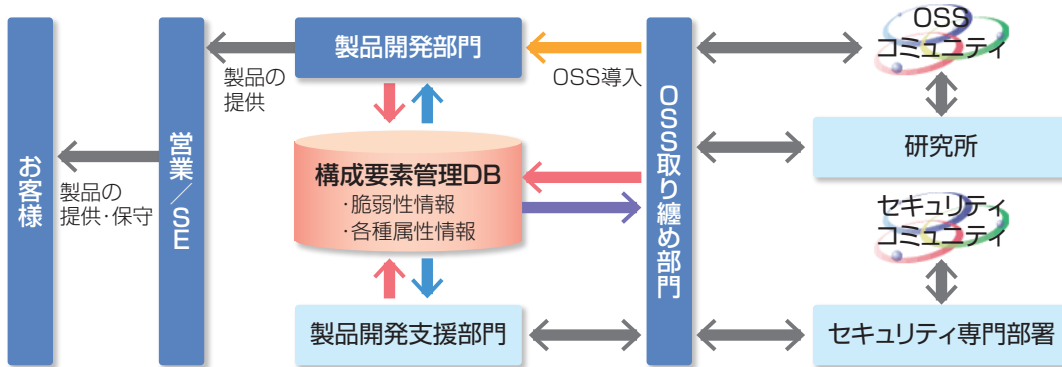 お客様
製品の
提供・保守
営業／SE
製品の
提供
製品開発部門
OSS導入
構成要素管理DB
・脆弱性情報
・各種属性情報
製品開発支援部門
OSS取り纏め部門
OSS
コミュニティ
研究所
セキュリティ
コミュニティ
セキュリティ専門部署